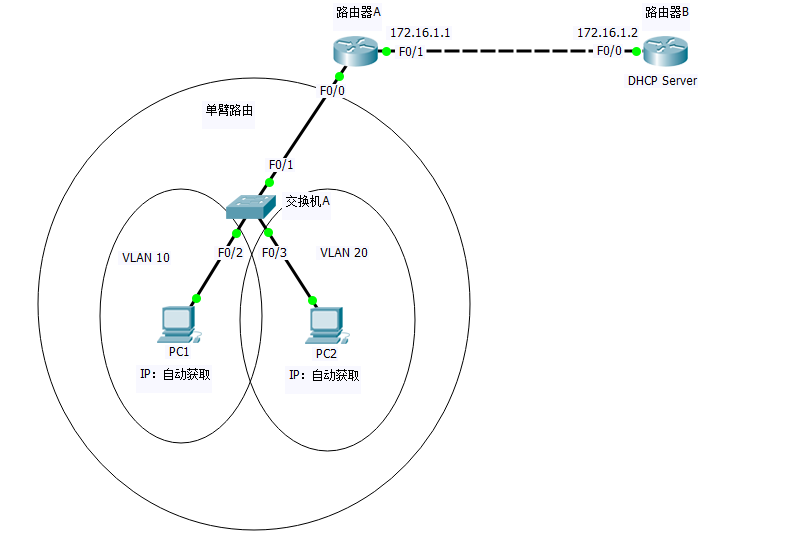 路由器A
路由器B
172.16.1.1
172.16.1.2
F0/1
F0/0
DHCP Server
F0/0
单臂路由
F0/1
交换机A
VLAN 10
F0/2
F0/3
VLAN 20
PC1
PC2
IP：自动获取
IP：自动获取